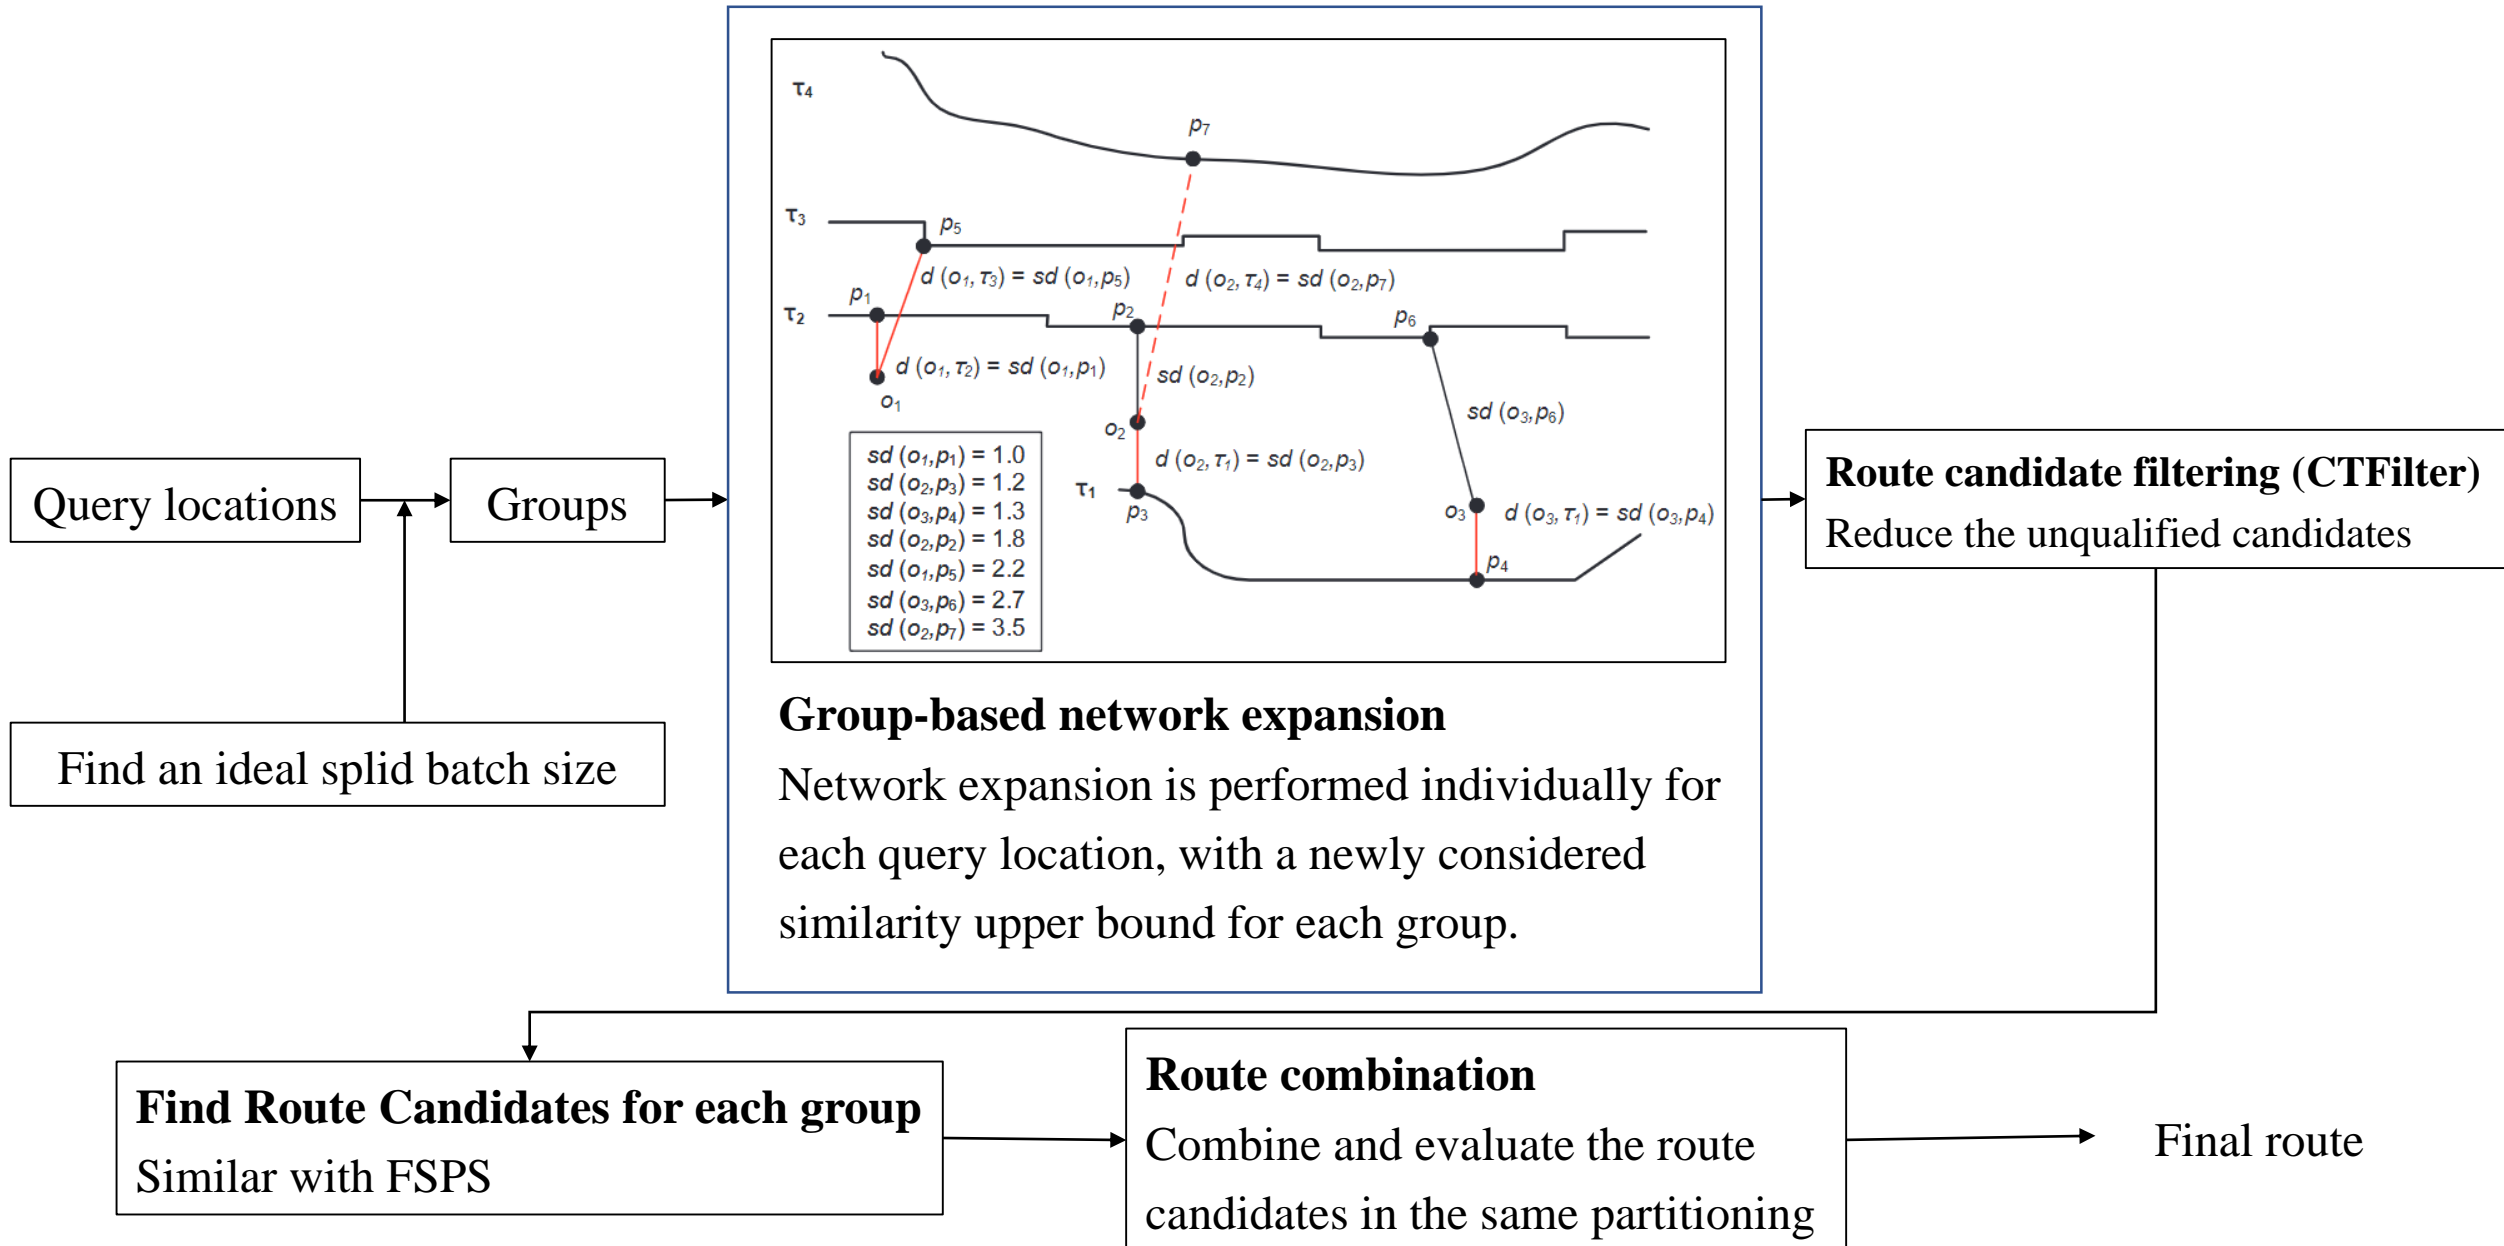 τ4
p7
τ3
p5
d (o1, τ3) = sd (o1,p5)
d (o2, τ4) = sd (o2,p7)
p1
τ2
p2
p6
d (o1, τ2) = sd (o1,p1)
sd (o2,p2)
o1
sd (o3,p6)
o2
d (o2, τ1) = sd (o2,p3)
τ1
p3
o3
d (o3, τ1) = sd (o3,p4)
p4
sd (o1,p1) = 1.0
sd (o2,p3) = 1.2
sd (o3,p4) = 1.3
sd (o2,p2) = 1.8
sd (o1,p5) = 2.2
sd (o3,p6) = 2.7
sd (o2,p7) = 3.5
Query locations
Groups
Find an ideal splid batch size
Group-based network expansion
Network expansion is performed individually for
each query location, with a newly considered
similarity upper bound for each group.
Route candidate filtering (CTFilter)
Reduce the unqualified candidates
Find Route Candidates for each group
Similar with FSPS
Route combination
Combine and evaluate the route
candidates in the same partitioning
Final route